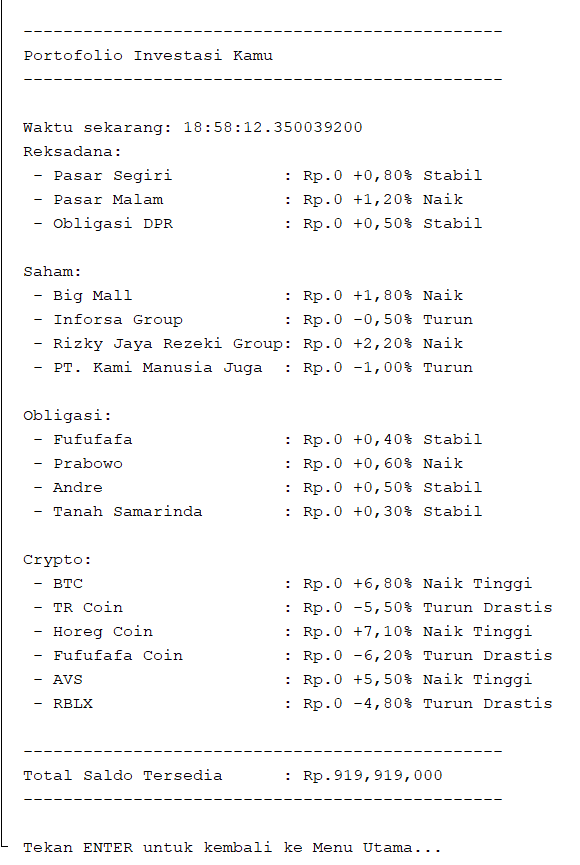 ------------------------------------------------
Portofolio Investasi Kamu
------------------------------------------------
Waktu sekarang: 18:58:12.350039200
Reksadana:
 - Pasar Segiri           : Rp.0 +0,80% Stabil
 - Pasar Malam            : Rp.0 +1,20% Naik
 - Obligasi DPR           : Rp.0 +0,50% Stabil
Saham:
 - Big Mall               : Rp.0 +1,80% Naik
 - Inforsa Group          : Rp.0 -0,50% Turun
 - Rizky Jaya Rezeki Group: Rp.0 +2,20% Naik
 - PT. Kami Manusia Juga  : Rp.0 -1,00% Turun
Obligasi:
 - Fufufafa               : Rp.0 +0,40% Stabil
 - Prabowo                : Rp.0 +0,60% Naik
 - Andre                  : Rp.0 +0,50% Stabil
 - Tanah Samarinda        : Rp.0 +0,30% Stabil
Crypto:
 - BTC                    : Rp.0 +6,80% Naik Tinggi
 - TR Coin                : Rp.0 -5,50% Turun Drastis
 - Horeg Coin             : Rp.0 +7,10% Naik Tinggi
 - Fufufafa Coin          : Rp.0 -6,20% Turun Drastis
 - AVS                    : Rp.0 +5,50% Naik Tinggi
 - RBLX                   : Rp.0 -4,80% Turun Drastis
------------------------------------------------
Total Saldo Tersedia      : Rp.919,919,000
------------------------------------------------
Tekan ENTER untuk kembali ke Menu Utama...